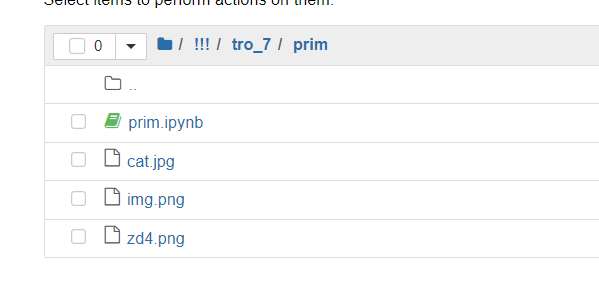 Select items to perform actions on them.
0 / !!! / tro_7 / prim
..
prim.ipynb
cat.jpg
img.png
zd4.png